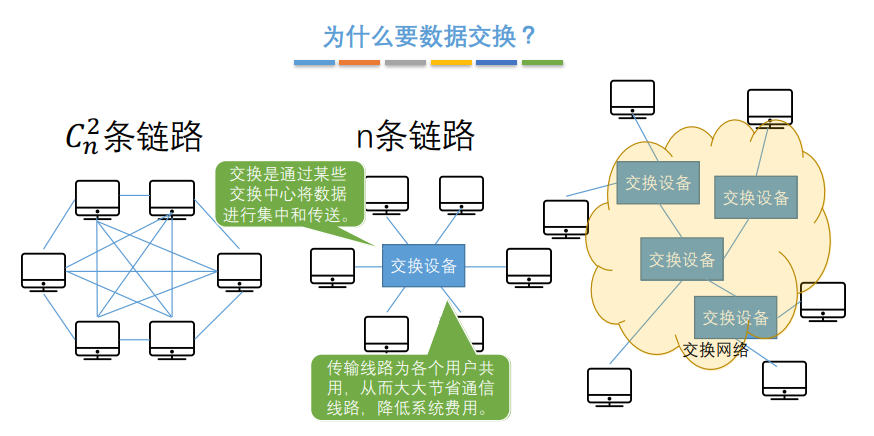 为什么要数据交换？
C_n^2条链路
n条链路
交换是通过某些
交换中心将数据
进行集中和传送。
交换设备
传输线路为各个用户共
用，从而大大节省通信
线路，降低系统费用。
交换设备
交换设备
交换设备
交换设备
交换网络